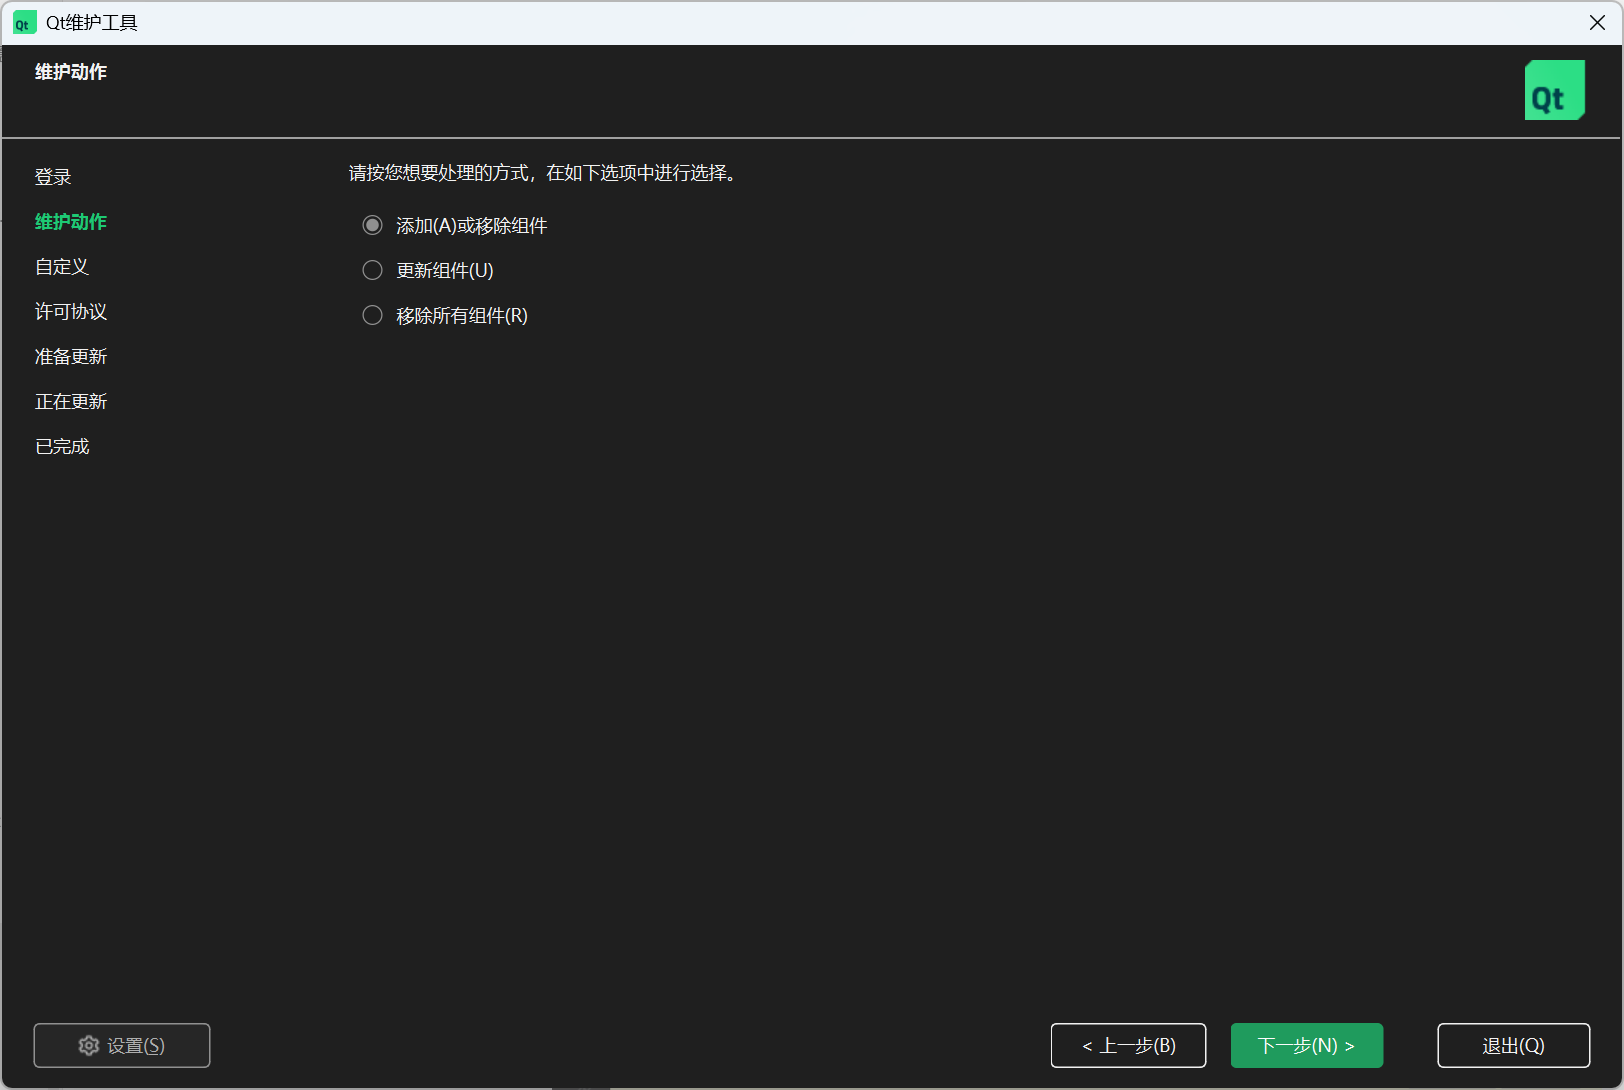 Qt维护工具
维护动作
Qt
登录
维护动作
自定义
许可协议
准备更新
正在更新
已完成
请按您想要处理的方式，在如下选项中进行选择。
添加(A)或移除组件
更新组件(U)
移除所有组件(R)
设置(S)
< 上一步(B)
下一步(N) >
退出(Q)